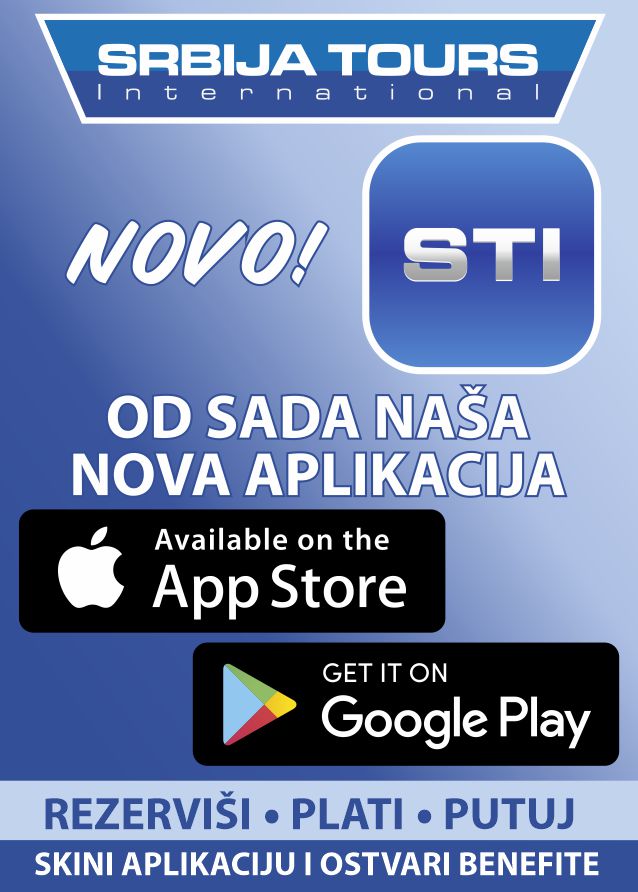 SRBIJA TOURS
International
NOVO!
STI
OD SADA NAŠA
NOVA APLIKACIJA
Available on the
App Store
GET IT ON
Google Play
REZERVIŠI • PLATI • PUTUJ
SKINI APLIKACIJU I OSTVARI BENEFITE